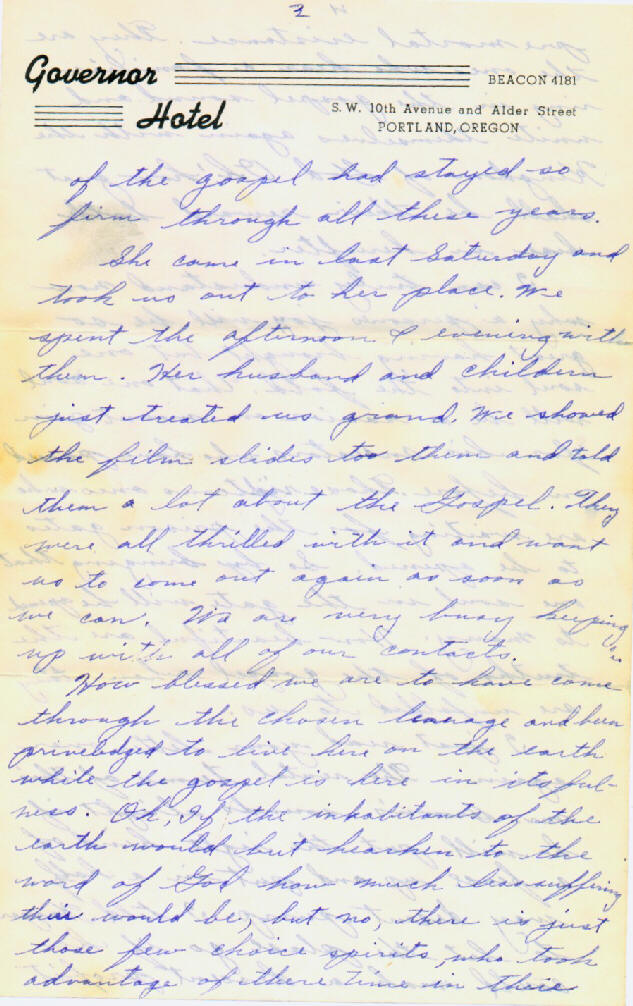 2
Governor Hotel
BEACON 4181
S.W. 10th Avenue and Alder Street
PORTLAND, OREGON
of the gospel had stayed so
firm through all these years.
She came in last Saturday and
took us out to her place. We
spent the afternoon & evening with
them. Her husband and childern
just treated us grand. We showed
the film slides too them and told
them a lot about the Gospel. They
were all thrilled with it and want
us to come out again as soon as
we can. We are very busy keeping
up with all of our contacts.
How blessed we are to have come
through the chosen and been
priveledged to live here on the earth
while the gospel is here in its ful-
ness. Oh, if the inhabitants of the
earth would but hearken to the
word of God how much less suffering
their would be, but no, there is just
those few choice spirits, who took
advantage of there time in their